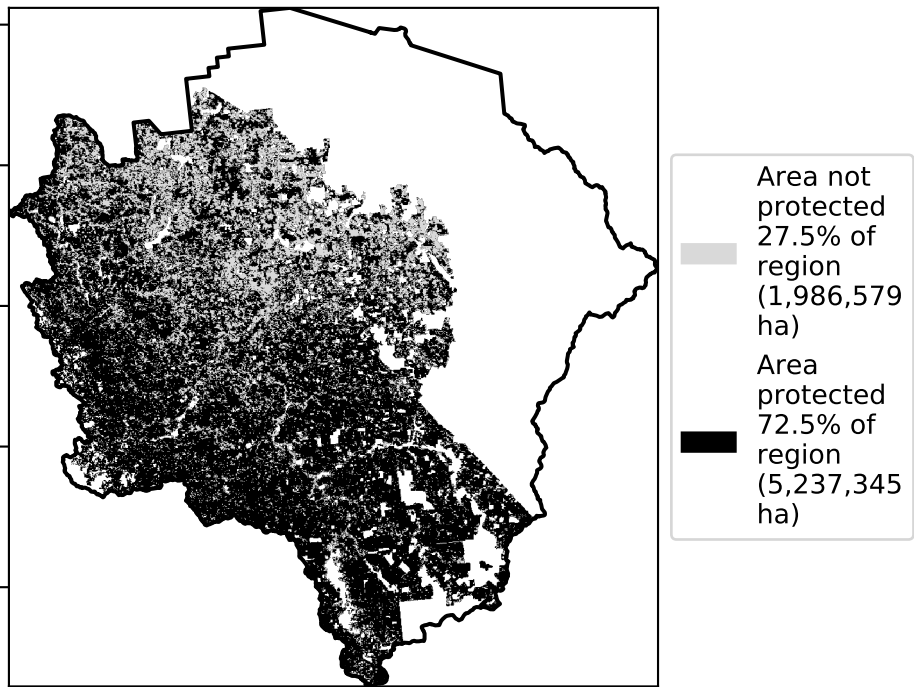 Area not
protected
27.5% of
region
(1,986,579
ha)
Area
protected
72.5% of
region
(5,237,345
ha)